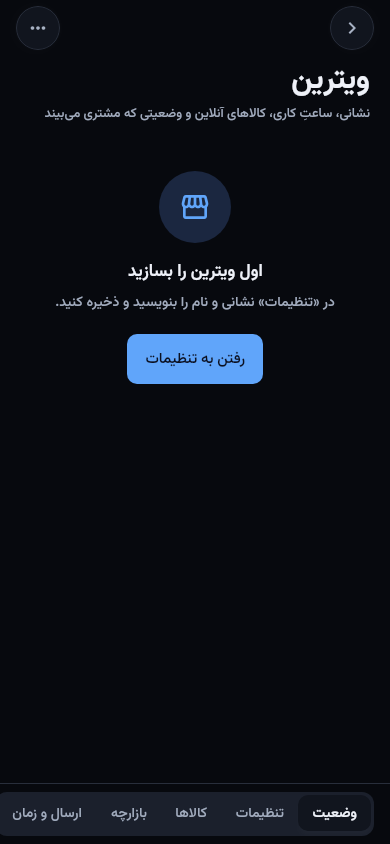 ویترین
نشانی، ساعتِ کاری، کالاهای آنلاین و وضعیتی که مشتری می‌بیند
اول ویترین را بسازید
در «تنظیمات» نشانی و نام را بنویسید و ذخیره کنید.
رفتن به تنظیمات
وضعیت
تنظیمات
کالاها
بازارچه
ارسال و زمان